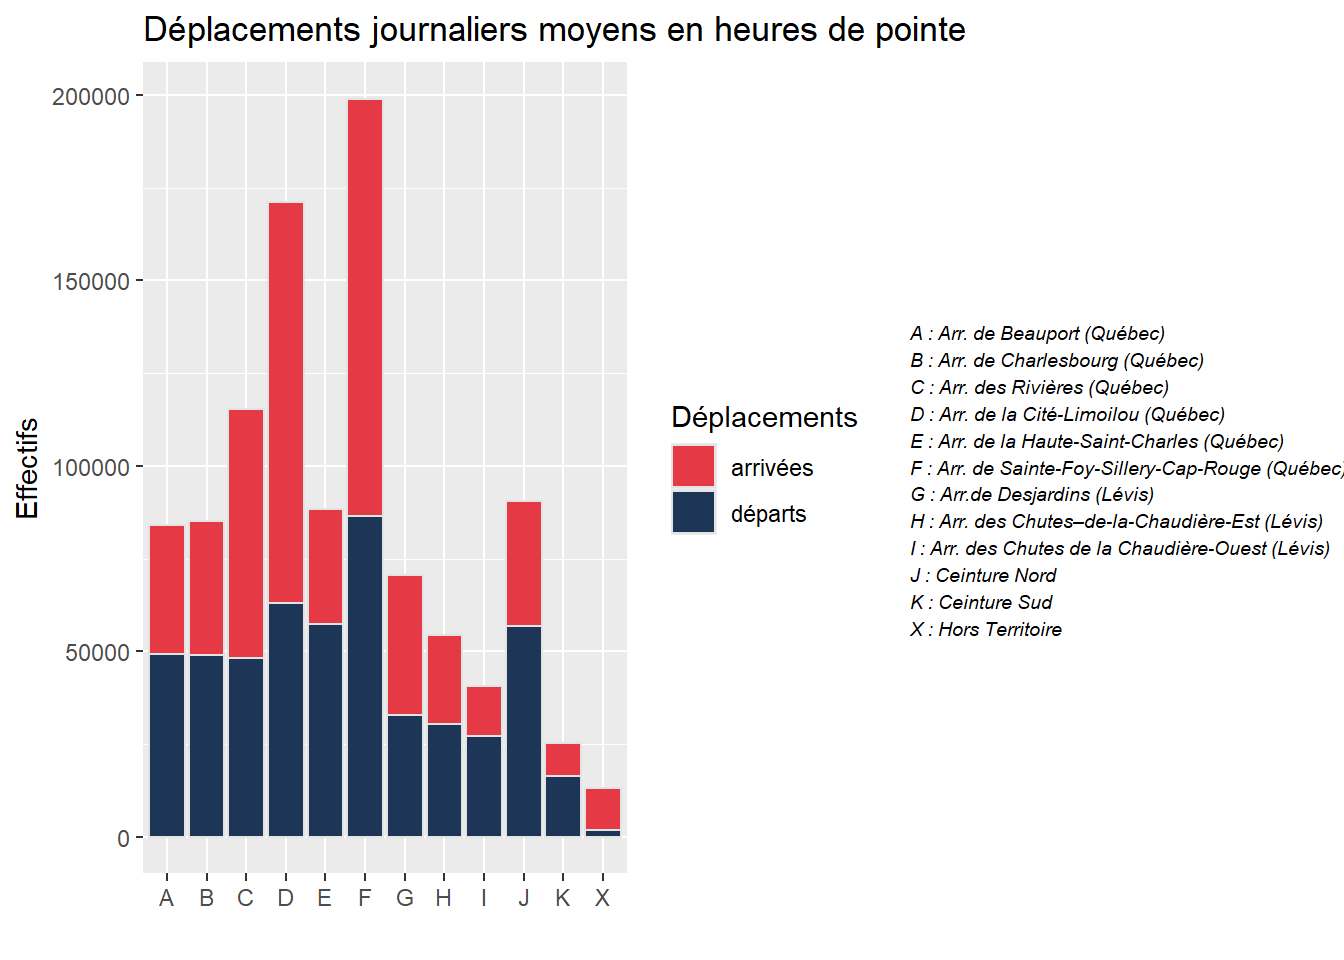 Déplacements journaliers moyens en heures de pointe
200000
150000
100000
50000
0
Effectifs
A B C D E F G H I J K X
Déplacements
arrivées
départs
A : Arr. de Beauport (Québec)
B : Arr. de Charlesbourg (Québec)
C : Arr. des Rivières (Québec)
D : Arr. de la Cité-Limoilou (Québec)
E : Arr. de la Haute-Saint-Charles (Québec)
F : Arr. de Sainte-Foy-Sillery-Cap-Rouge (Québec)
G : Arr.de Desjardins (Lévis)
H : Arr. des Chutes–de-la-Chaudière-Est (Lévis)
I : Arr. des Chutes de la Chaudière-Ouest (Lévis)
J : Ceinture Nord
K : Ceinture Sud
X : Hors Territoire